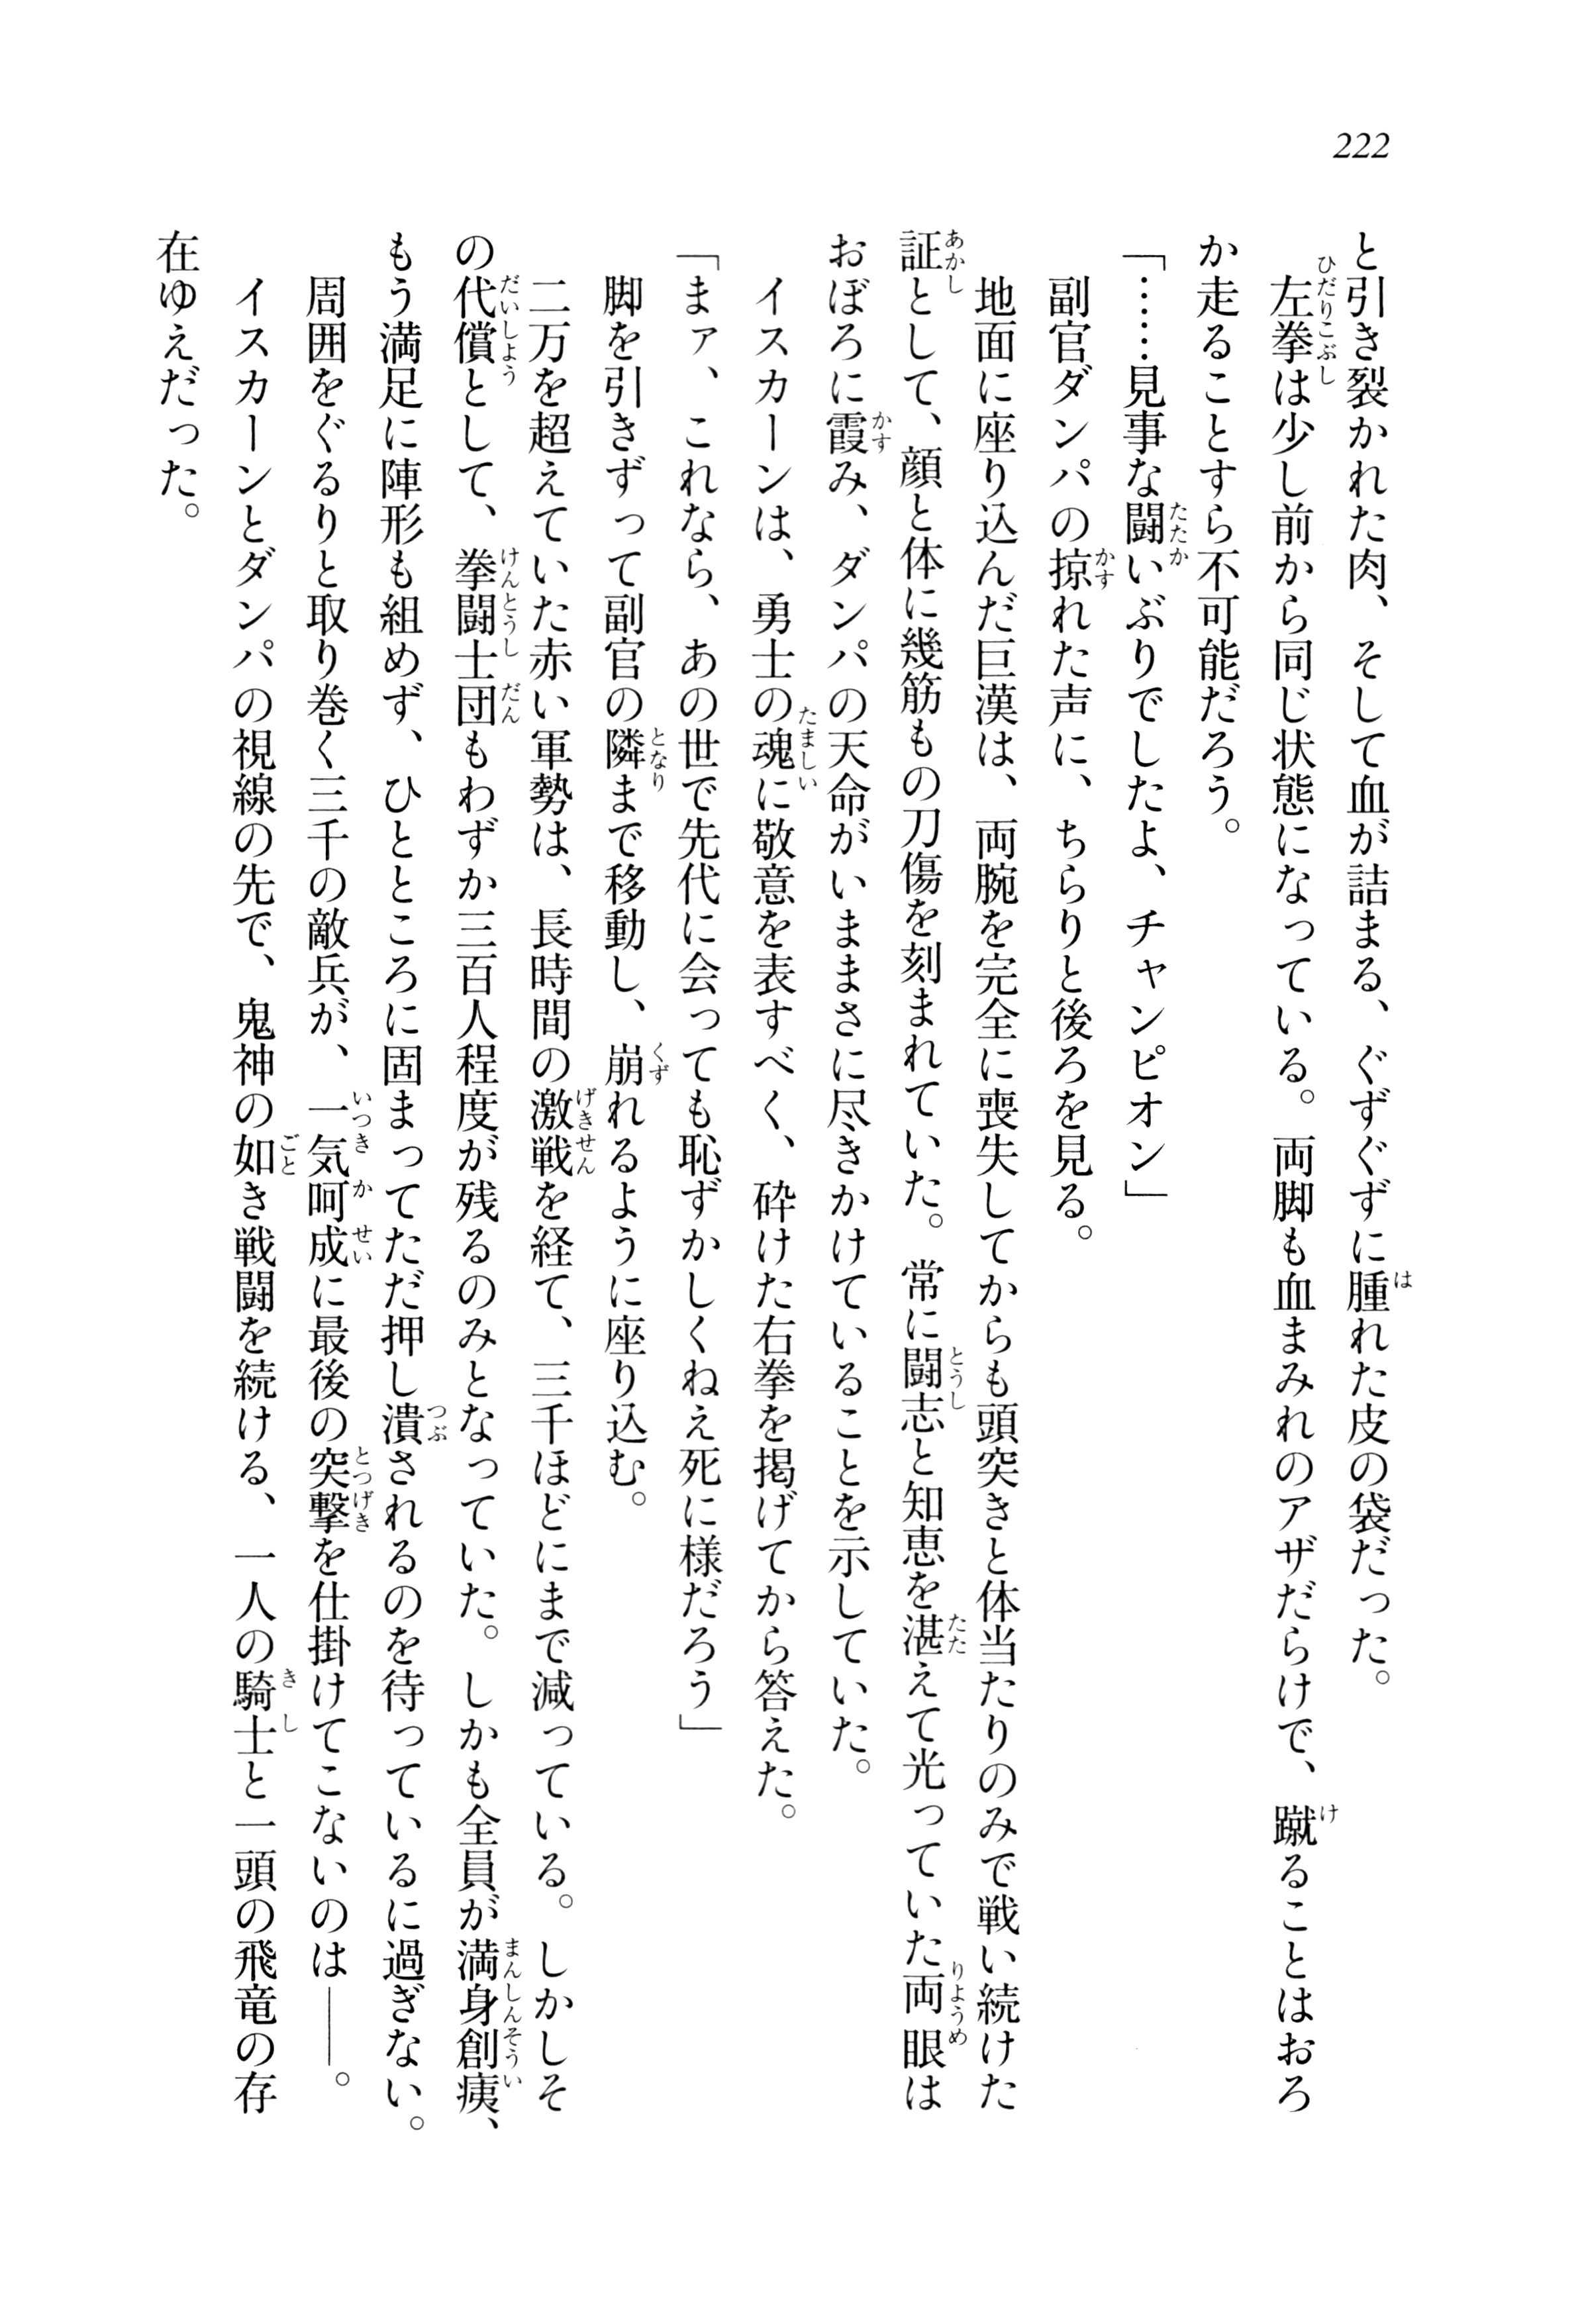 222
と引き裂かれた肉、そして血が詰まる、ぐずぐずに腫れた皮の袋だった。
　左拳は少し前から同じ状態になっている。両脚も血まみれのアザだらけで、蹴ることはおろ
か走ることすら不可能だろう。
「……見事な闘いぶりでしたよ、チャンピオン」
　副官ダンパの掠れた声に、ちらりと後ろを見る。
　地面に座り込んだ巨漢は、両腕を完全に喪失してからも頭突きと体当たりのみで戦い続けた
証として、顔と体に幾筋もの刀傷を刻まれていた。常に闘志と知恵を湛えて光っていた両眼は
おぼろに霞み、ダンパの天命がいままさに尽きかけていることを示していた。
　イスカーンは、勇士の魂に敬意を表すべく、砕けた右拳を掲げてから答えた。
「まァ、これなら、あの世で先代に会っても恥ずかしくねえ死に様だろう」
　脚を引きずって副官の隣まで移動し、崩れるように座り込む。
　二万を超えていた赤い軍勢は、長時間の激戦を経て、三千ほどにまで減っている。しかしそ
の代償として、拳闘士団もわずか三百人程度が残るのみとなっていた。しかも全員が満身創痍、
もう満足に陣形も組めず、ひとところに固まってただ押し潰されるのを待っているに過ぎない。
　周囲をぐるりと取り巻く三千の敵兵が、一気呵成に最後の突撃を仕掛けてこないのは――。
　イスカーンとダンパの視線の先で、鬼神の如き戦闘を続ける、一人の騎士と一頭の飛竜の存
在ゆえだった。